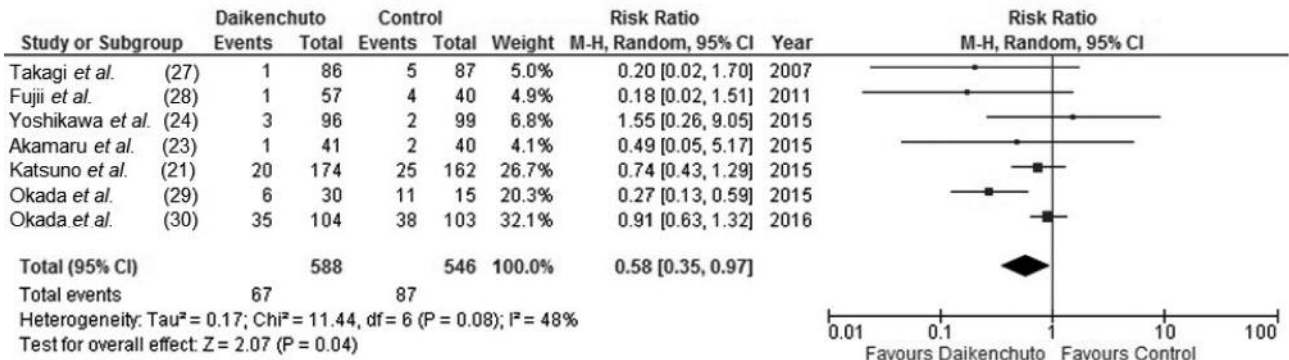 Daikenchuto Control Risk Ratio Risk Ratio
Study or Subgroup Events Total Events Total Weight M-H, Random, 95% CI Year M-H, Random, 95% CI
Takagi et al. (27) 1 86 5 87 5.0% 0.20 [0.02, 1.70] 2007
Fujii et al. (28) 1 57 4 40 4.9% 0.18 [0.02, 1.51] 2011
Yoshikawa et al. (24) 3 96 2 99 6.8% 1.55 [0.26, 9.05] 2015
Akamaru et al. (23) 1 41 2 40 4.1% 0.49 [0.05, 5.17] 2015
Katsuno et al. (21) 20 174 25 162 26.7% 0.74 [0.43, 1.29] 2015
Okada et al. (29) 6 30 11 15 20.3% 0.27 [0.13, 0.59] 2015
Okada et al. (30) 35 104 38 103 32.1% 0.91 [0.63, 1.32] 2016
Total (95% CI) 588 546 100.0% 0.58 [0.35, 0.97]
Total events 67 87
Heterogeneity: Tau² = 0.17; Chi² = 11.44, df = 6 (P = 0.08); I² = 48%
Test for overall effect: Z = 2.07 (P = 0.04)
0.01 0.1 1 10 100
Favours Daikenchuto Favours Control